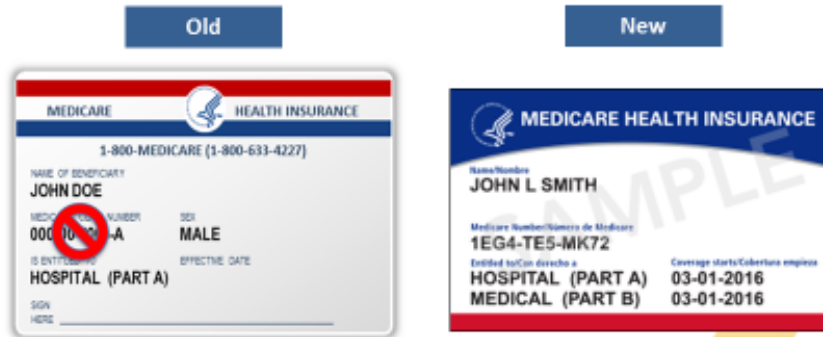 Old
New
MEDICARE HEALTH INSURANCE
1-800-MEDICARE (1-800-633-4227)
NAME OF BENEFICIARY
JOHN DOE
SEX
-A MALE
EFFECTIVE DATE
HOSPITAL (PART A)
SIGN
HERE
MEDICARE HEALTH INSURANCE
Name/Nombre
JOHN L SMITH
SAMPLE
Medicare Number/Número de Medicare
1EG4-TE5-MK72
Entitled to/Con derecho a Coverage starts/Cobertura empieza
HOSPITAL (PART A) 03-01-2016
MEDICAL (PART B) 03-01-2016